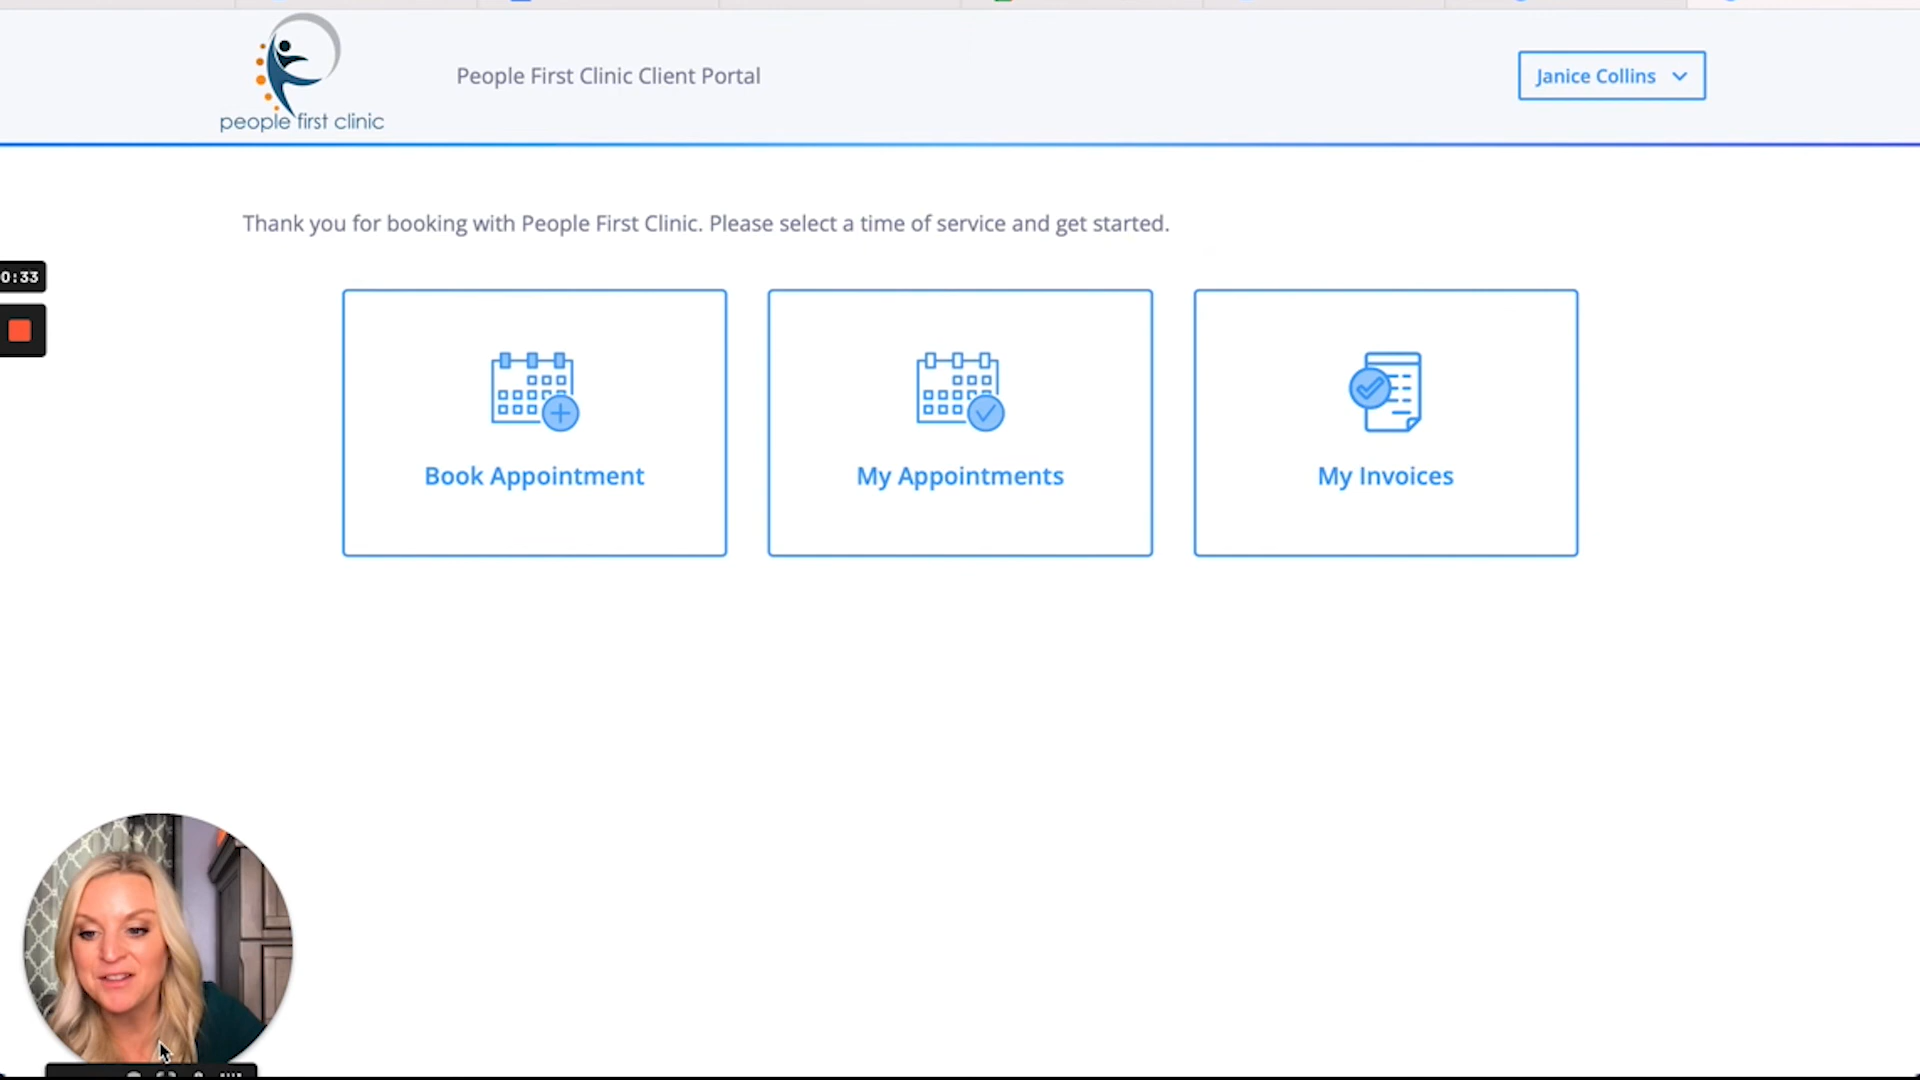 people first clinic
People First Clinic Client Portal
Janice Collins
Thank you for booking with People First Clinic. Please select a time of service and get started.
0:33
Book Appointment
My Appointments
My Invoices